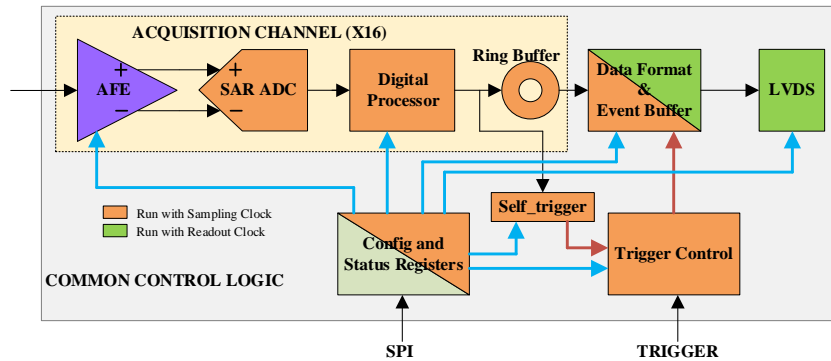 ACQUISITION CHANNEL (X16)
Ring Buffer
+
+
AFE
SAR ADC
−
−
Digital
Processor
Data Format
&
Event Buffer
LVDS
Self_trigger
Run with Sampling Clock
Run with Readout Clock
Config and
Status Registers
Trigger Control
COMMON CONTROL LOGIC
SPI
TRIGGER